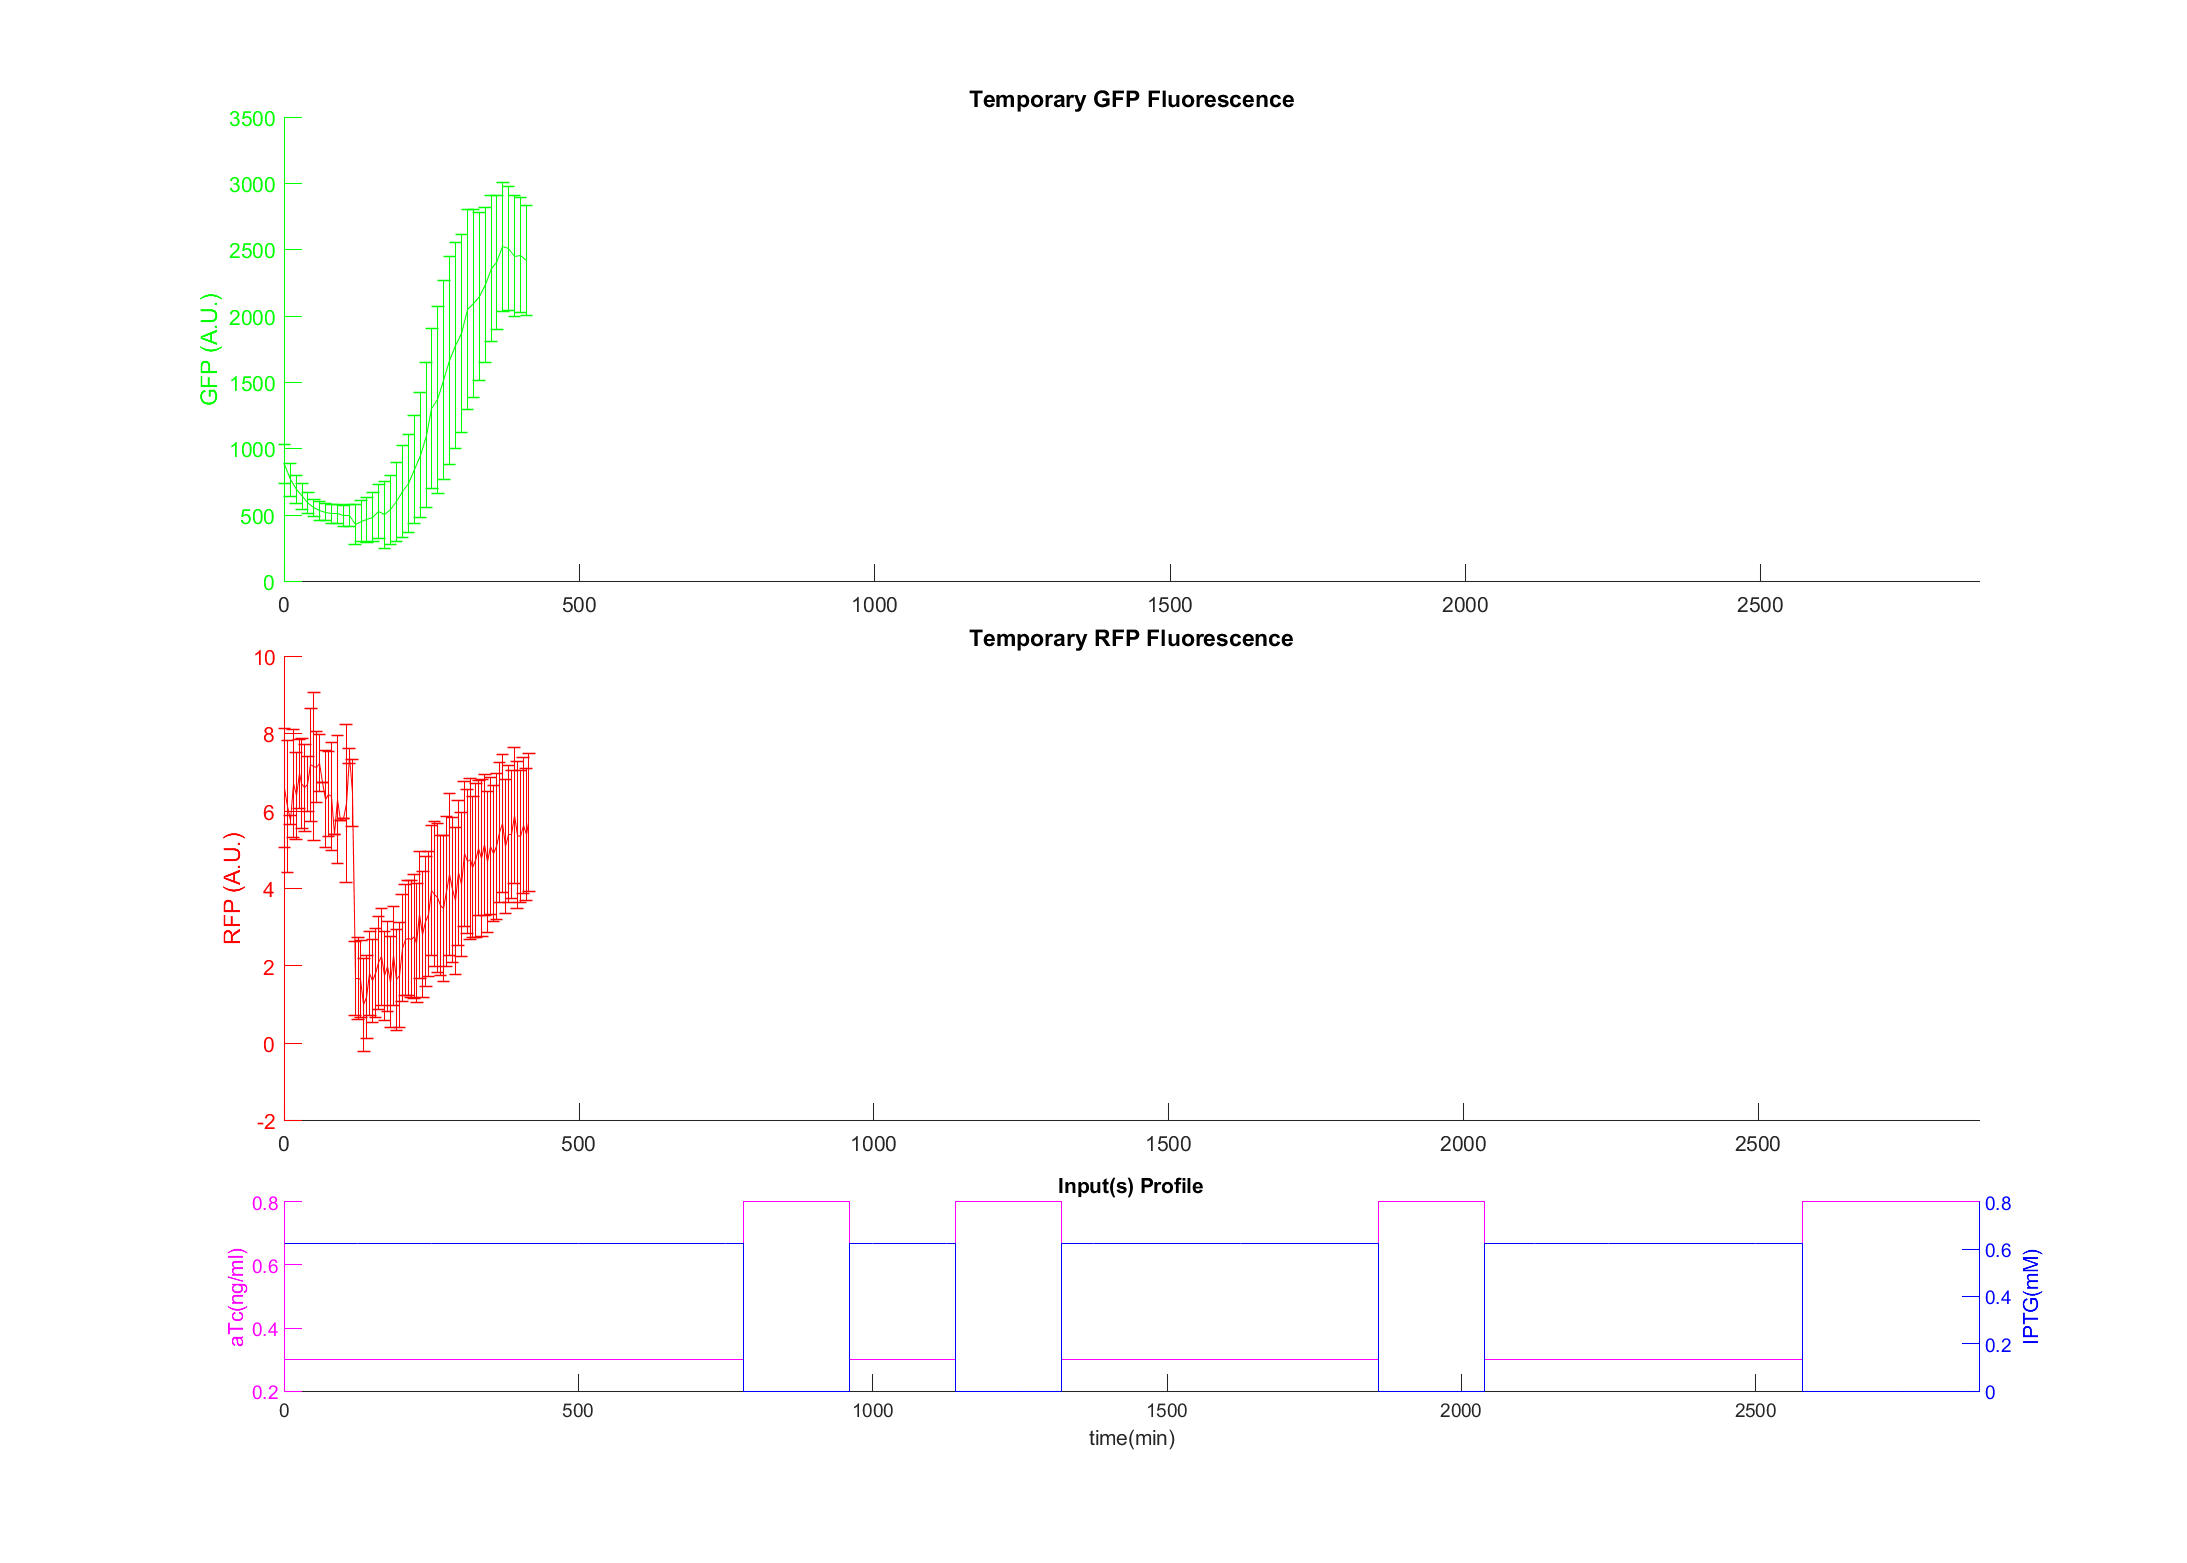 Temporary GFP Fluorescence
3500
3000
2500
2000
1500
1000
500
0
GFP (A.U.)
0 500 1000 1500 2000 2500
Temporary RFP Fluorescence
10
8
6
4
2
0
-2
RFP (A.U.)
0 500 1000 1500 2000 2500
Input(s) Profile
0.8
0.6
0.4
0.2
aTc(ng/ml)
0.8
0.6
0.4
0.2
0
IPTG(mM)
0 500 1000 1500 2000 2500
time(min)